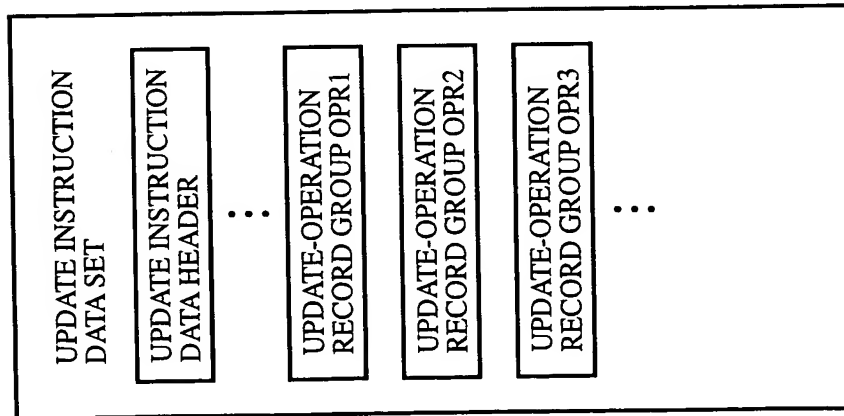 UPDATE INSTRUCTION
DATA SET
UPDATE INSTRUCTION
DATA HEADER
...
UPDATE-OPERATION
RECORD GROUP OPR1
UPDATE-OPERATION
RECORD GROUP OPR2
UPDATE-OPERATION
RECORD GROUP OPR3
...